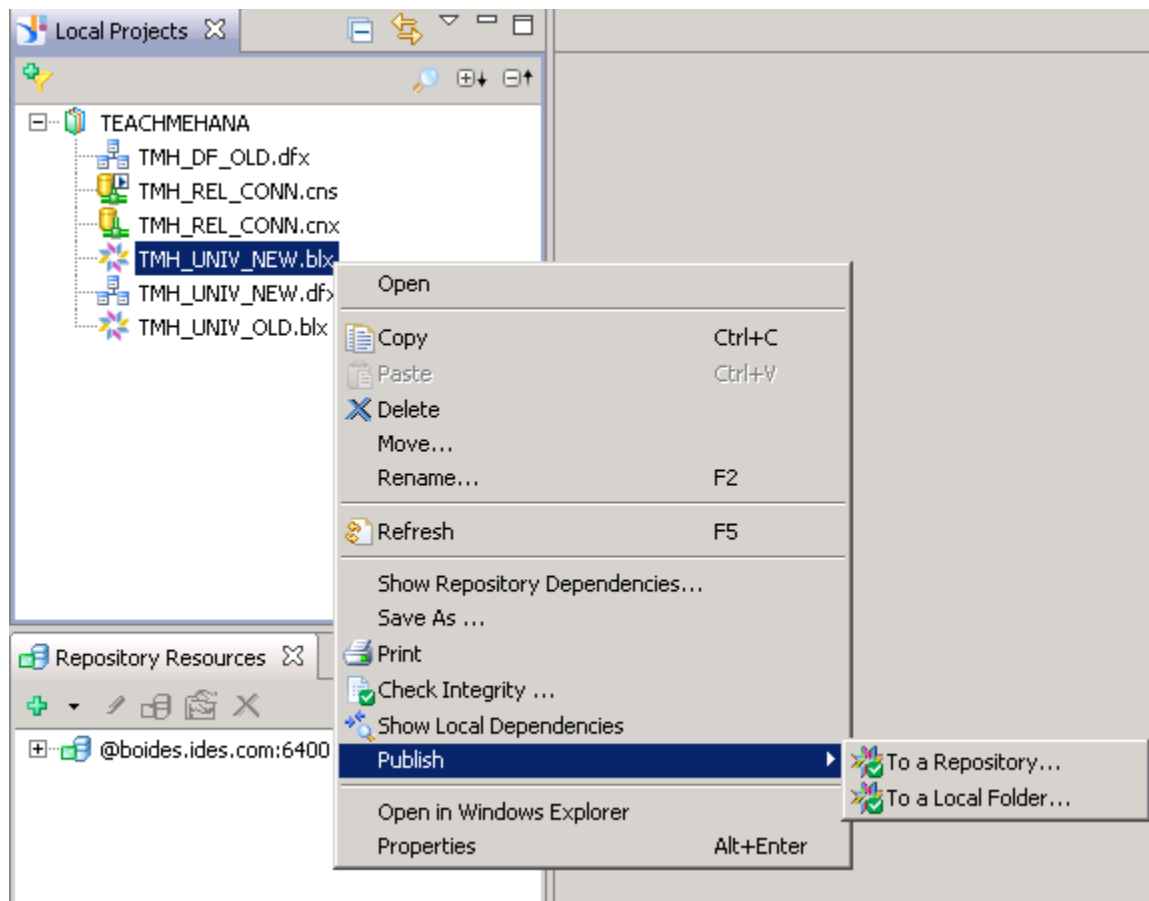 Local Projects
TEACHMEHANA
TMH_DF_OLD.dfx
TMH_REL_CONN.cns
TMH_REL_CONN.cnx
TMH_UNIV_NEW.blx
TMH_UNIV_NEW.dfx
TMH_UNIV_OLD.blx
Open
Copy Ctrl+C
Paste Ctrl+V
Delete
Move...
Rename... F2
Refresh F5
Show Repository Dependencies...
Save As ...
Print
Check Integrity ...
Show Local Dependencies
Publish
To a Repository...
To a Local Folder...
Open in Windows Explorer
Properties Alt+Enter
Repository Resources
@boides.ides.com:6400